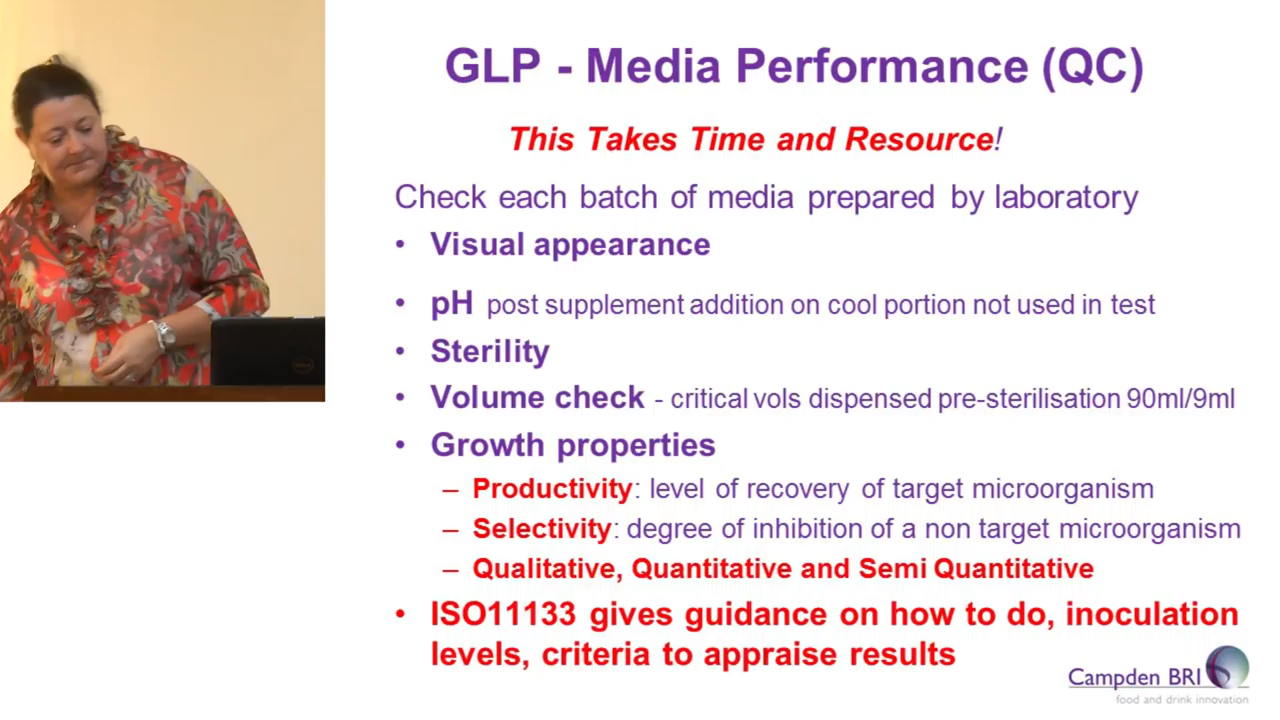 GLP - Media Performance (QC)
This Takes Time and Resource!
Check each batch of media prepared by laboratory
• Visual appearance
• pH post supplement addition on cool portion not used in test
• Sterility
• Volume check - critical vols dispensed pre-sterilisation 90ml/9ml
• Growth properties
– Productivity: level of recovery of target microorganism
– Selectivity: degree of inhibition of a non target microorganism
– Qualitative, Quantitative and Semi Quantitative
• ISO11133 gives guidance on how to do, inoculation
levels, criteria to appraise results
Campden BRI
food and drink innovation